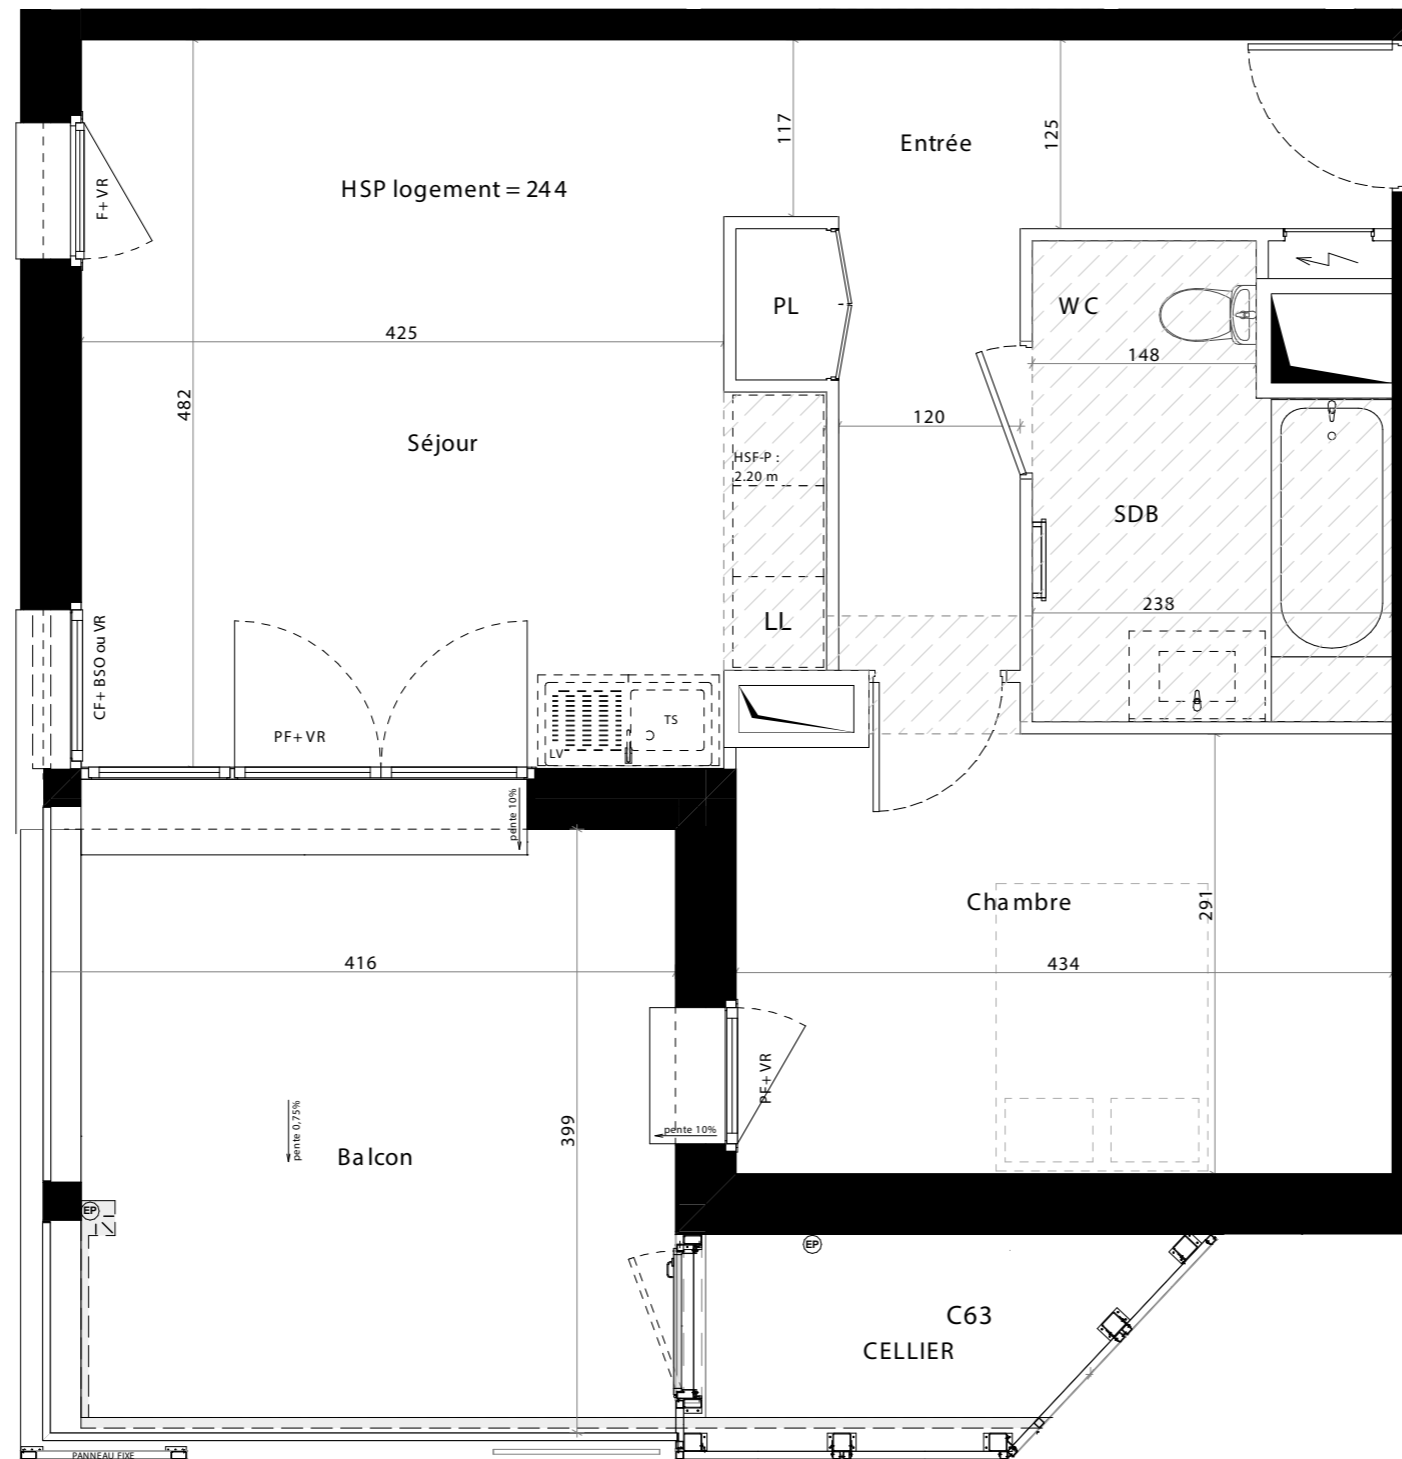 117
Entrée
125
HSP logement = 244
F+ VR
PL
WC
425
148
482
120
Séjour
HSF-P :
2.20 m
SDB
238
LL
CF+ BSO ou VR
PF+ VR
TS
LV
pente 10%
Chambre
291
416
434
PF+ VR
pente 10%
pente 0,75%
399
Balcon
EP
EP
C63
CELLIER
PANNEAU FIXE